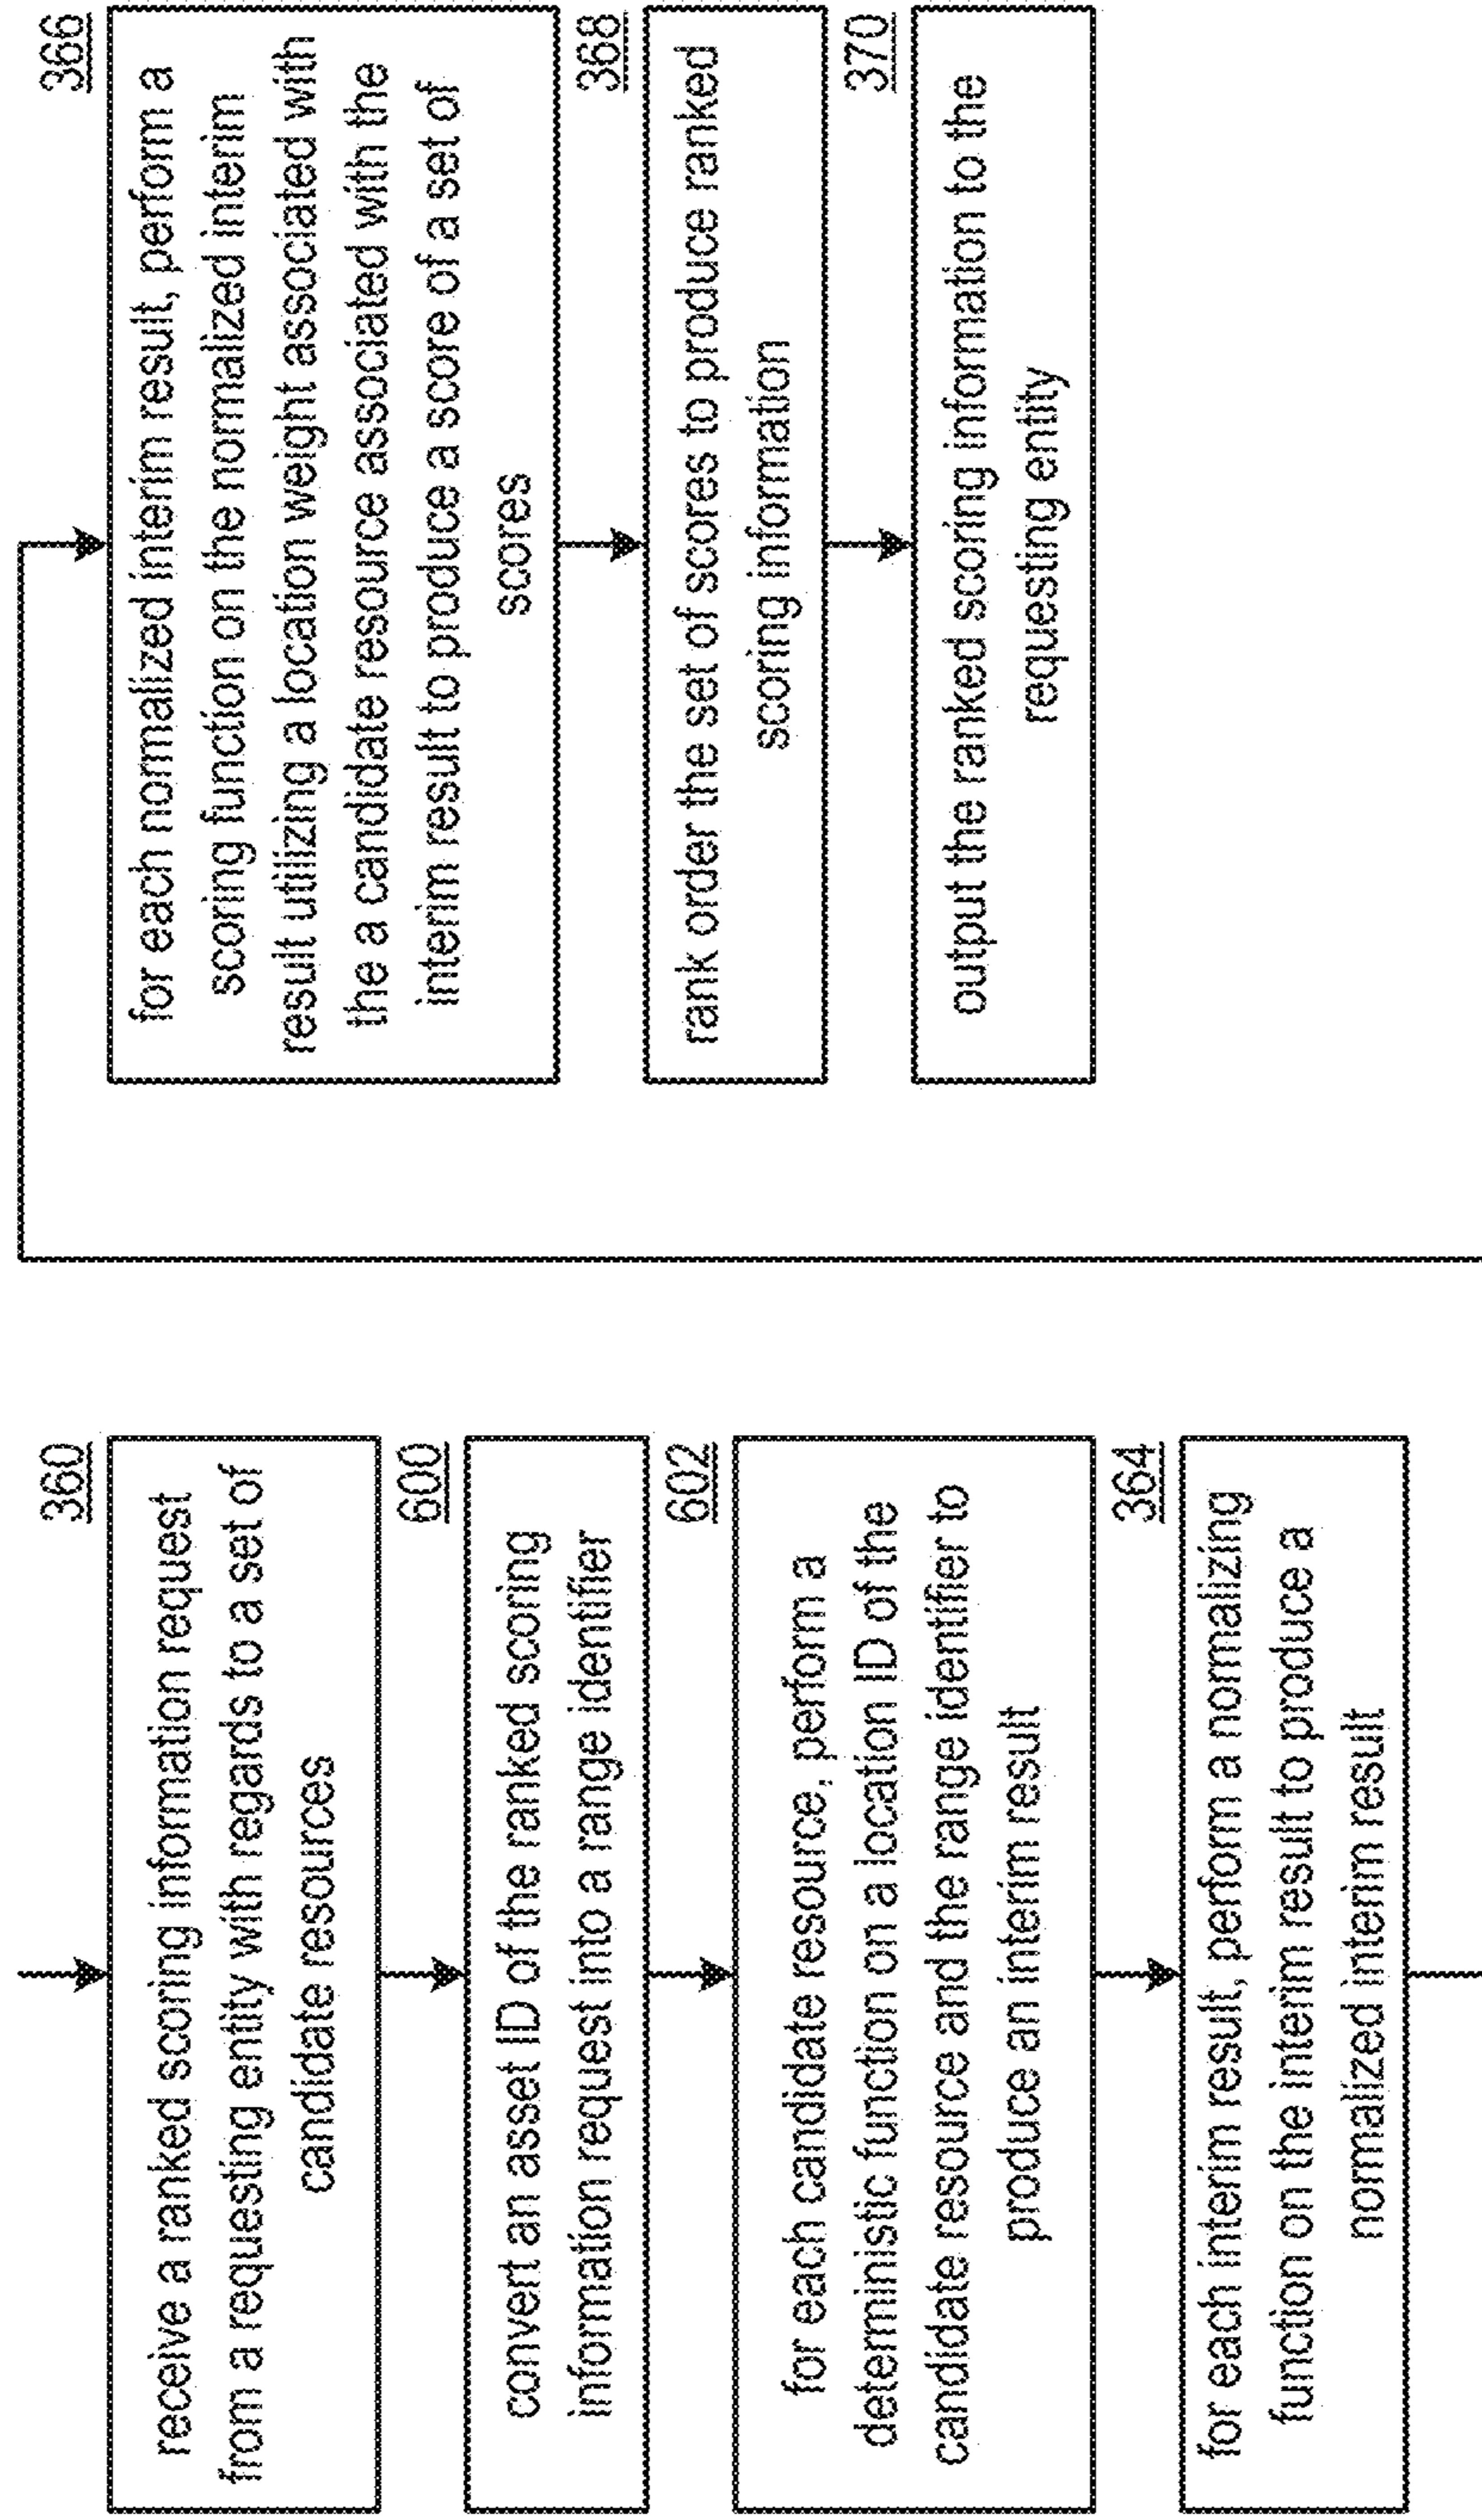 360
receive a ranked scoring information request
from a requesting entity with regards to a set of
candidate resources
600
convert an asset ID of the ranked scoring
information request into a range identifier
602
for each candidate resource, perform a
deterministic function on a location ID of the
candidate resource and the range identifier to
produce an interim result
364
for each interim result, perform a normalizing
function on the interim result to produce a
normalized interim result
366
for each normalized interim result, perform a
scoring function on the normalized interim
result utilizing a location weight associated with
the a candidate resource associated with the
interim result to produce a score of a set of
scores
368
rank order the set of scores to produce ranked
scoring information
370
output the ranked scoring information to the
requesting entity